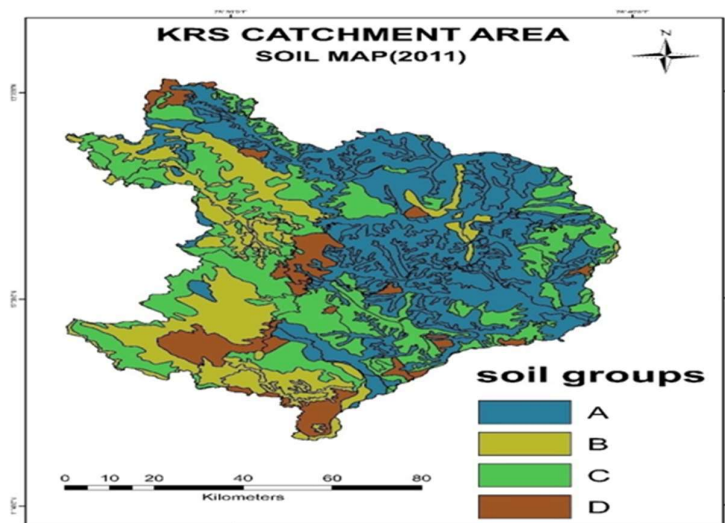 KRS CATCHMENT AREA
SOIL MAP(2011)
N
soil groups
A
B
C
D
0 10 20 40 60 80
Kilometers